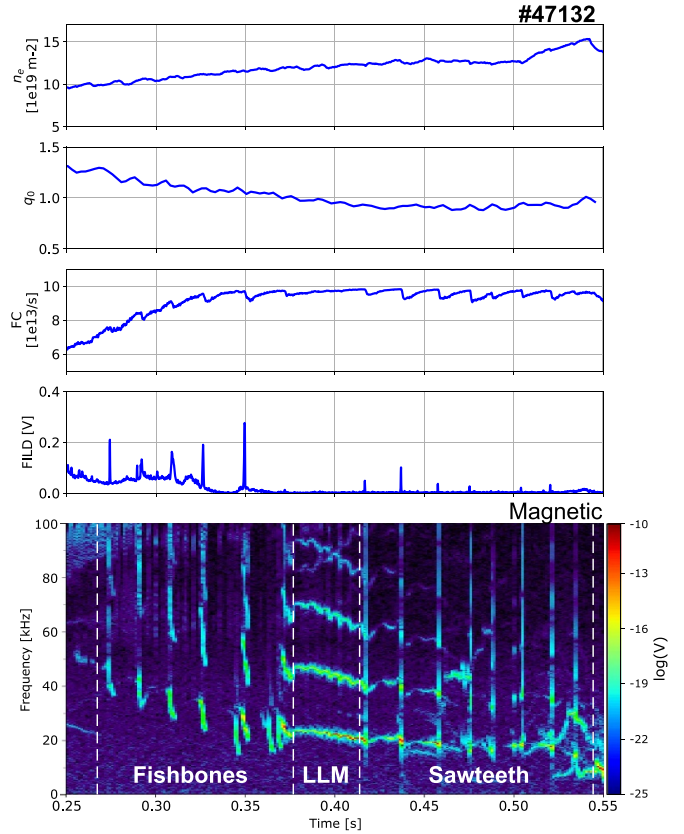 #47132
15
10
5
n_e
[1e19 m-2]
1.5
1.0
0.5
q_0
10
8
6
FC
[1e13/s]
0.4
0.2
0.0
FILD [V]
Magnetic
100
80
60
40
20
0
Frequency [kHz]
Fishbones LLM Sawteeth
0.25 0.30 0.35 0.40 0.45 0.50 0.55
Time [s]
-10
-13
-16
-19
-22
-25
log(V)